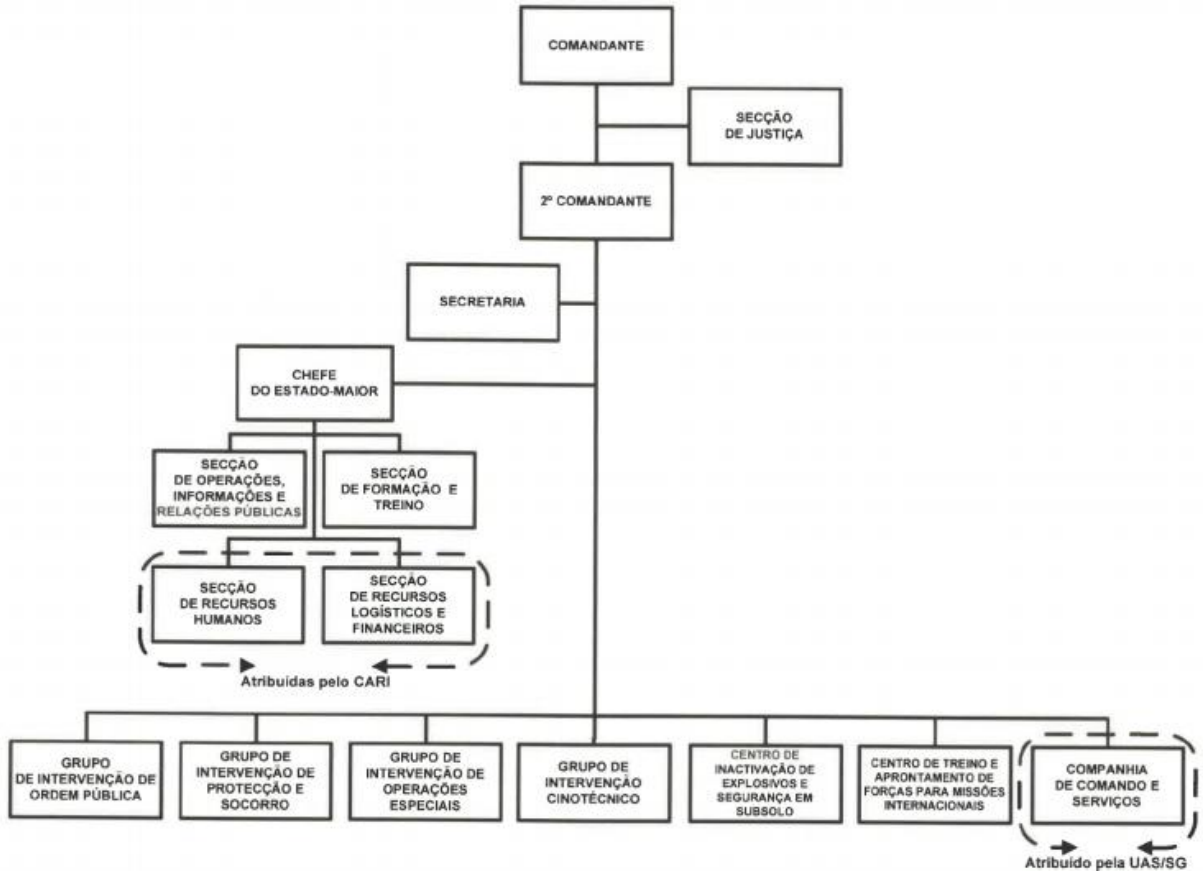 COMANDANTE
SECÇÃO
DE JUSTIÇA
2º COMANDANTE
SECRETARIA
CHEFE
DO ESTADO-MAIOR
SECÇÃO
DE OPERAÇÕES,
INFORMAÇÕES E
RELAÇÕES PÚBLICAS
SECÇÃO
DE FORMAÇÃO E
TREINO
SECÇÃO
DE RECURSOS
HUMANOS
SECÇÃO
DE RECURSOS
LOGÍSTICOS E
FINANCEIROS
Atribuídas pelo CARI
GRUPO
DE INTERVENÇÃO DE
ORDEM PÚBLICA
GRUPO DE
INTERVENÇÃO DE
PROTECÇÃO E
SOCORRO
GRUPO DE
INTERVENÇÃO DE
OPERAÇÕES
ESPECIAIS
GRUPO DE
INTERVENÇÃO
CINOTÉCNICO
CENTRO DE
INACTIVAÇÃO DE
EXPLOSIVOS E
SEGURANÇA EM
SUBSOLO
CENTRO DE TREINO E
APRONTAMENTO DE
FORÇAS PARA MISSÕES
INTERNACIONAIS
COMPANHIA
DE COMANDO E
SERVIÇOS
Atribuído pela UAS/SG